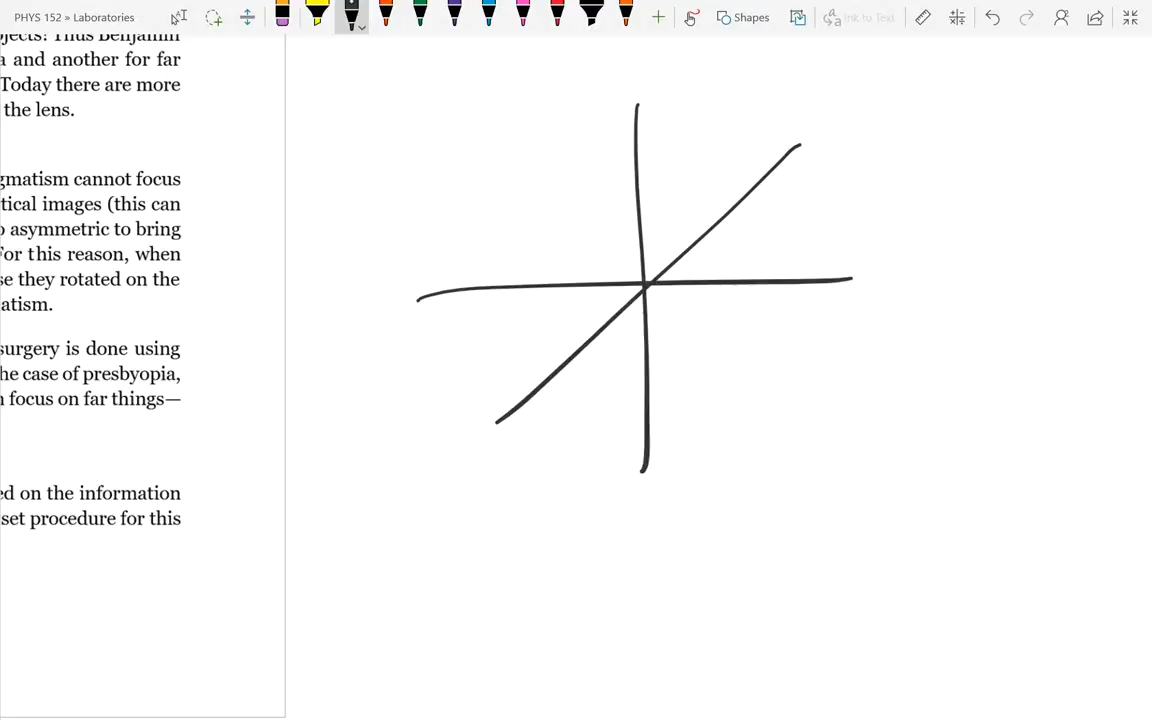 PHYS 152 » Laboratories
Shapes
Ink to Text
jects! Thus Benjamin
a and another for far
Today there are more
the lens.
gmatism cannot focus
tical images (this can
o asymmetric to bring
For this reason, when
se they rotated on the
atism.
surgery is done using
he case of presbyopia,
n focus on far things—
ed on the information
set procedure for this